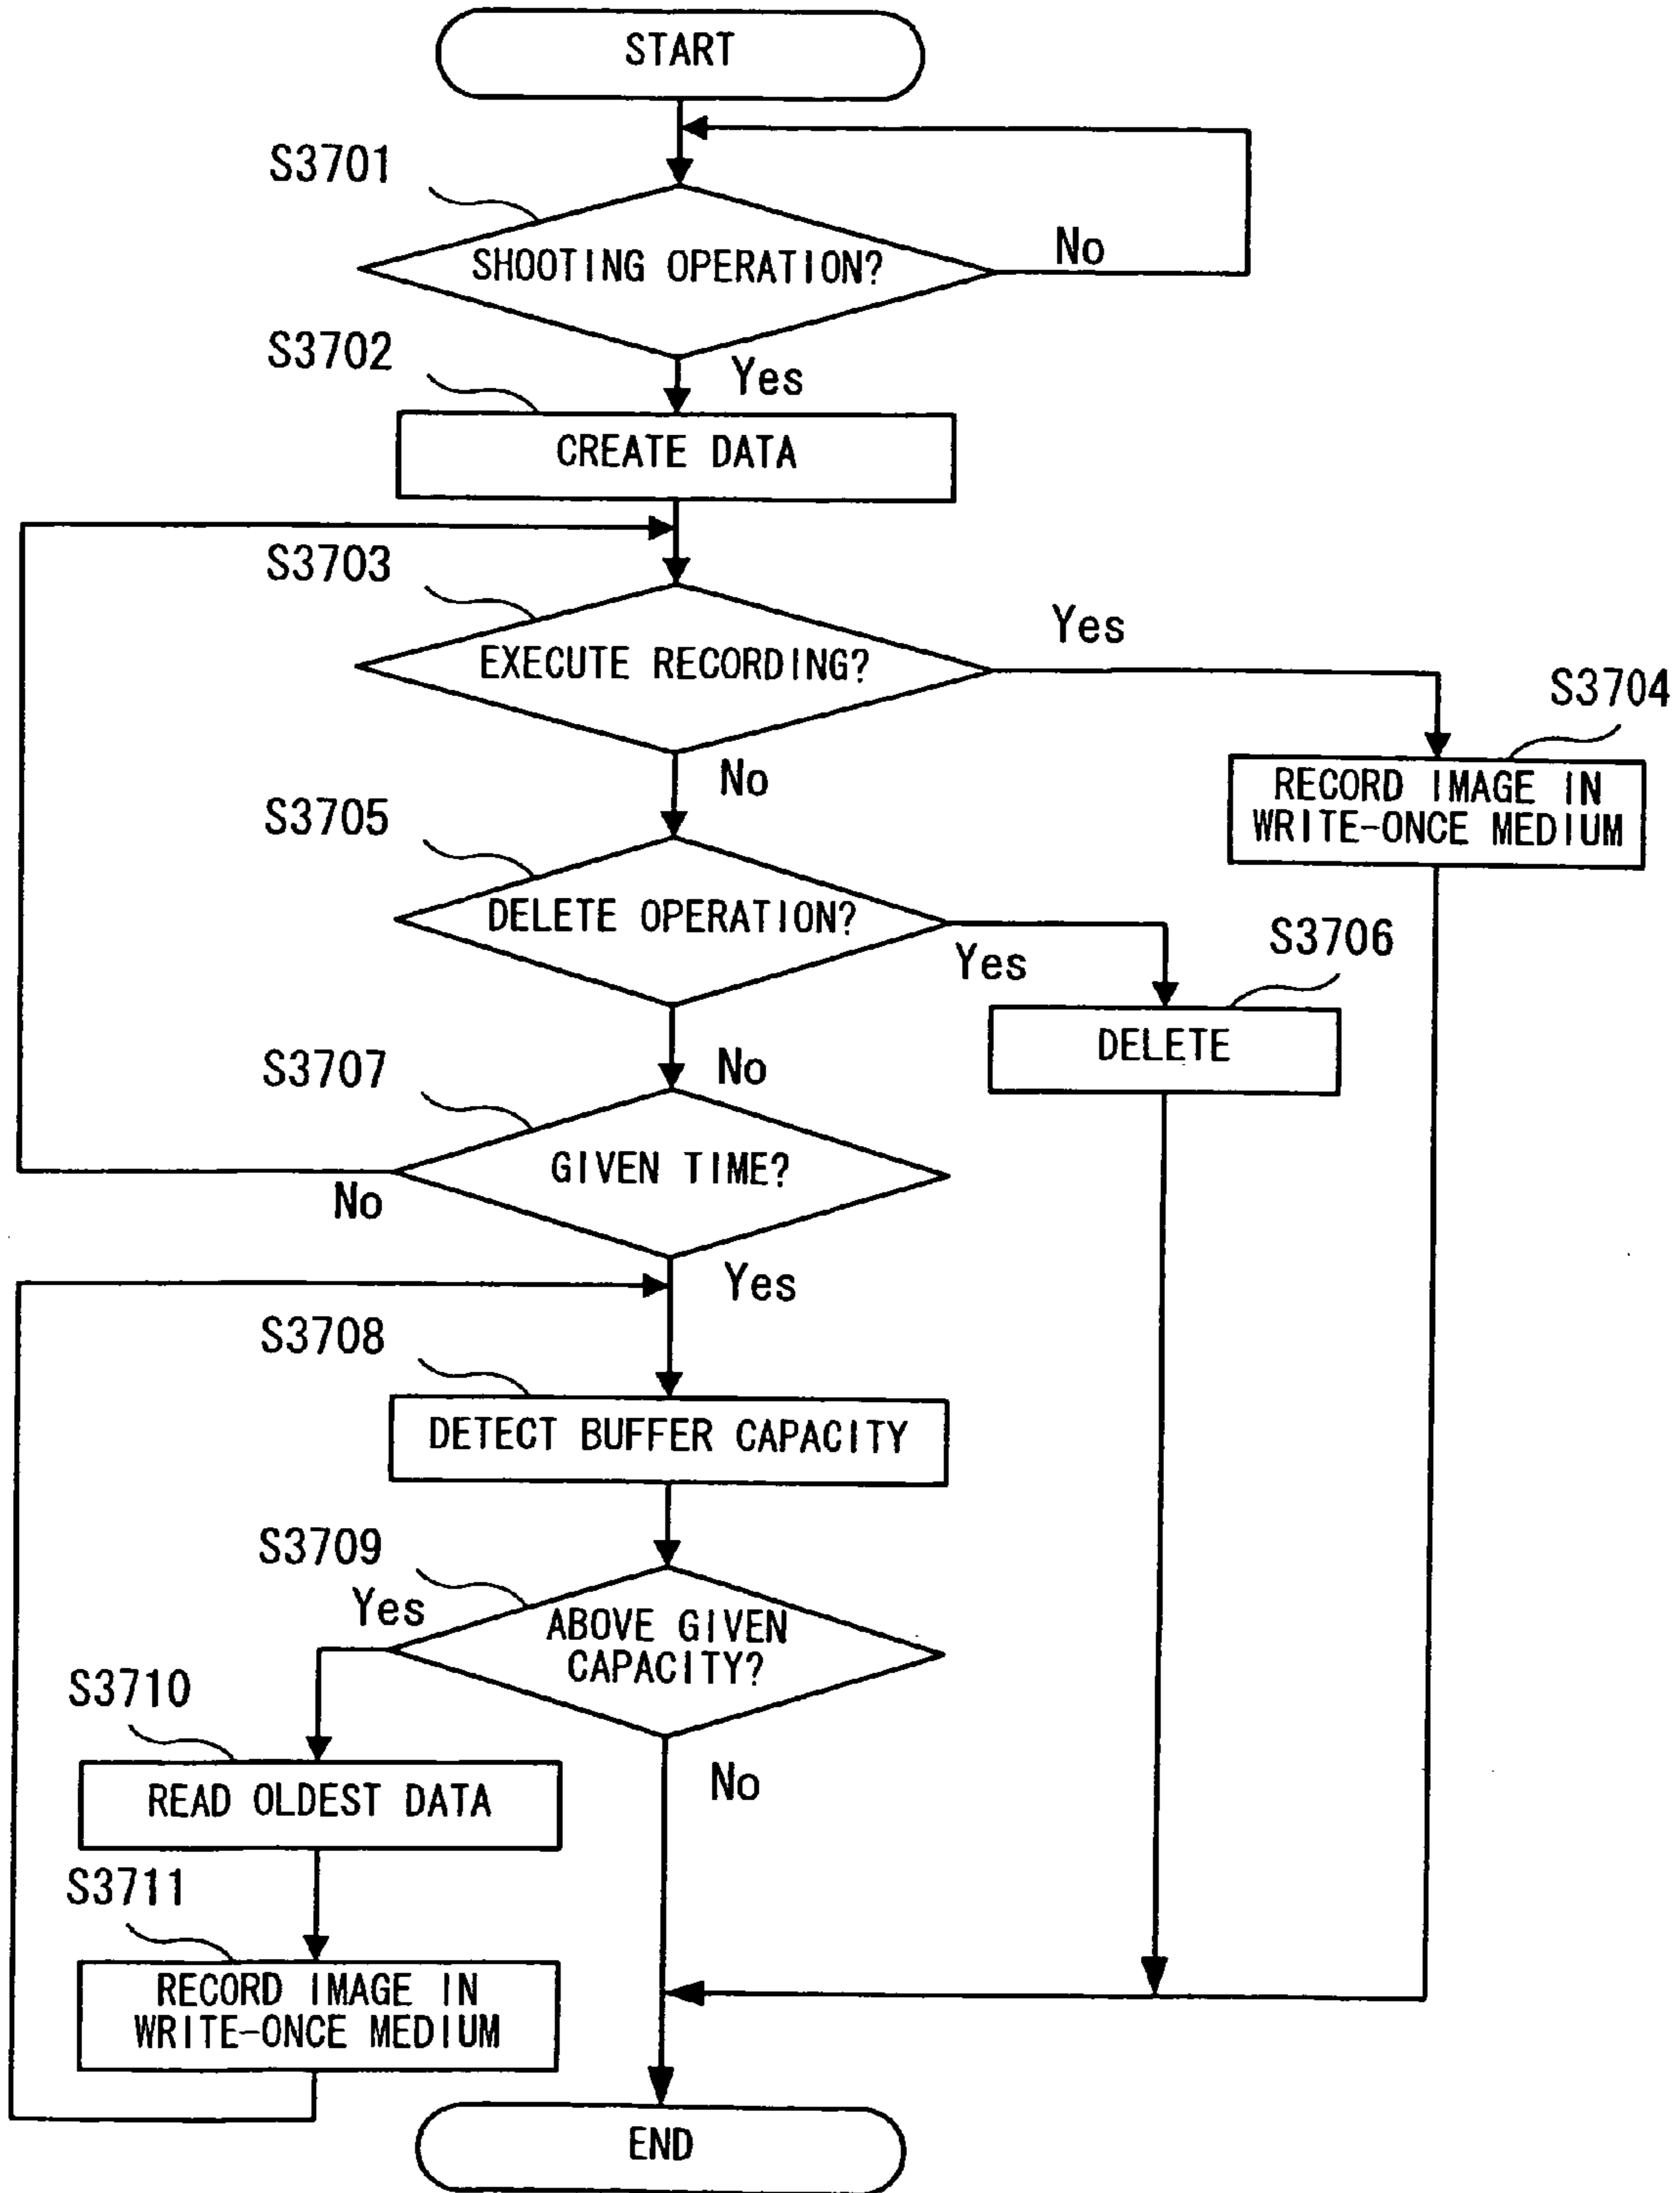 START
S3701
SHOOTING OPERATION?
No
S3702
Yes
CREATE DATA
S3703
Yes
EXECUTE RECORDING?
S3704
No
RECORD IMAGE IN
WRITE-ONCE MEDIUM
S3705
DELETE OPERATION?
S3706
Yes
DELETE
S3707
No
GIVEN TIME?
No
Yes
S3708
DETECT BUFFER CAPACITY
S3709
Yes
ABOVE GIVEN
CAPACITY?
S3710
No
READ OLDEST DATA
S3711
RECORD IMAGE IN
WRITE-ONCE MEDIUM
END